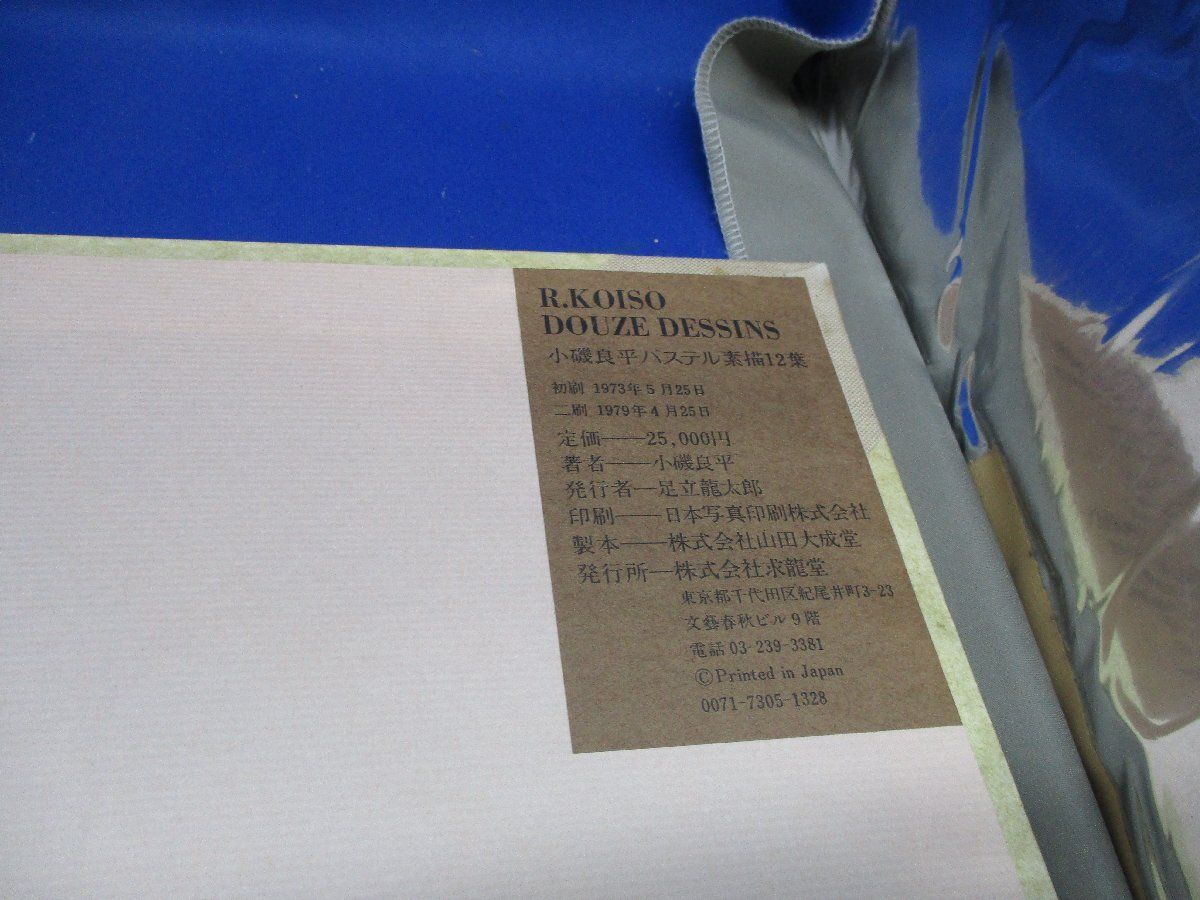 R.KOISO
DOUZE DESSINS
小磯良平パステル素描12葉
初刷 1973年5月25日
二刷 1979年4月25日
定価――25,000円
著者――小磯良平
発行者―足立龍太郎
印刷――日本写真印刷株式会社
製本――株式会社山田大成堂
発行所―株式会社求龍堂
東京都千代田区紀尾井町3-23
文藝春秋ビル9階
電話 03-239-3381
©Printed in Japan
0071-7305-1328